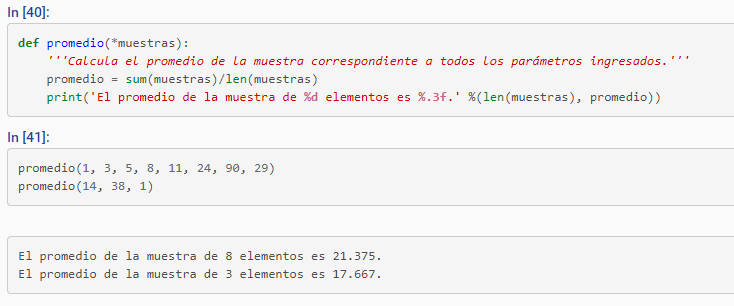 In [40]:
def promedio(*muestras):
'''Calcula el promedio de la muestra correspondiente a todos los parámetros ingresados.'''
promedio = sum(muestras)/len(muestras)
print('El promedio de la muestra de %d elementos es %.3f.' %(len(muestras), promedio))
In [41]:
promedio(1, 3, 5, 8, 11, 24, 90, 29)
promedio(14, 38, 1)
El promedio de la muestra de 8 elementos es 21.375.
El promedio de la muestra de 3 elementos es 17.667.